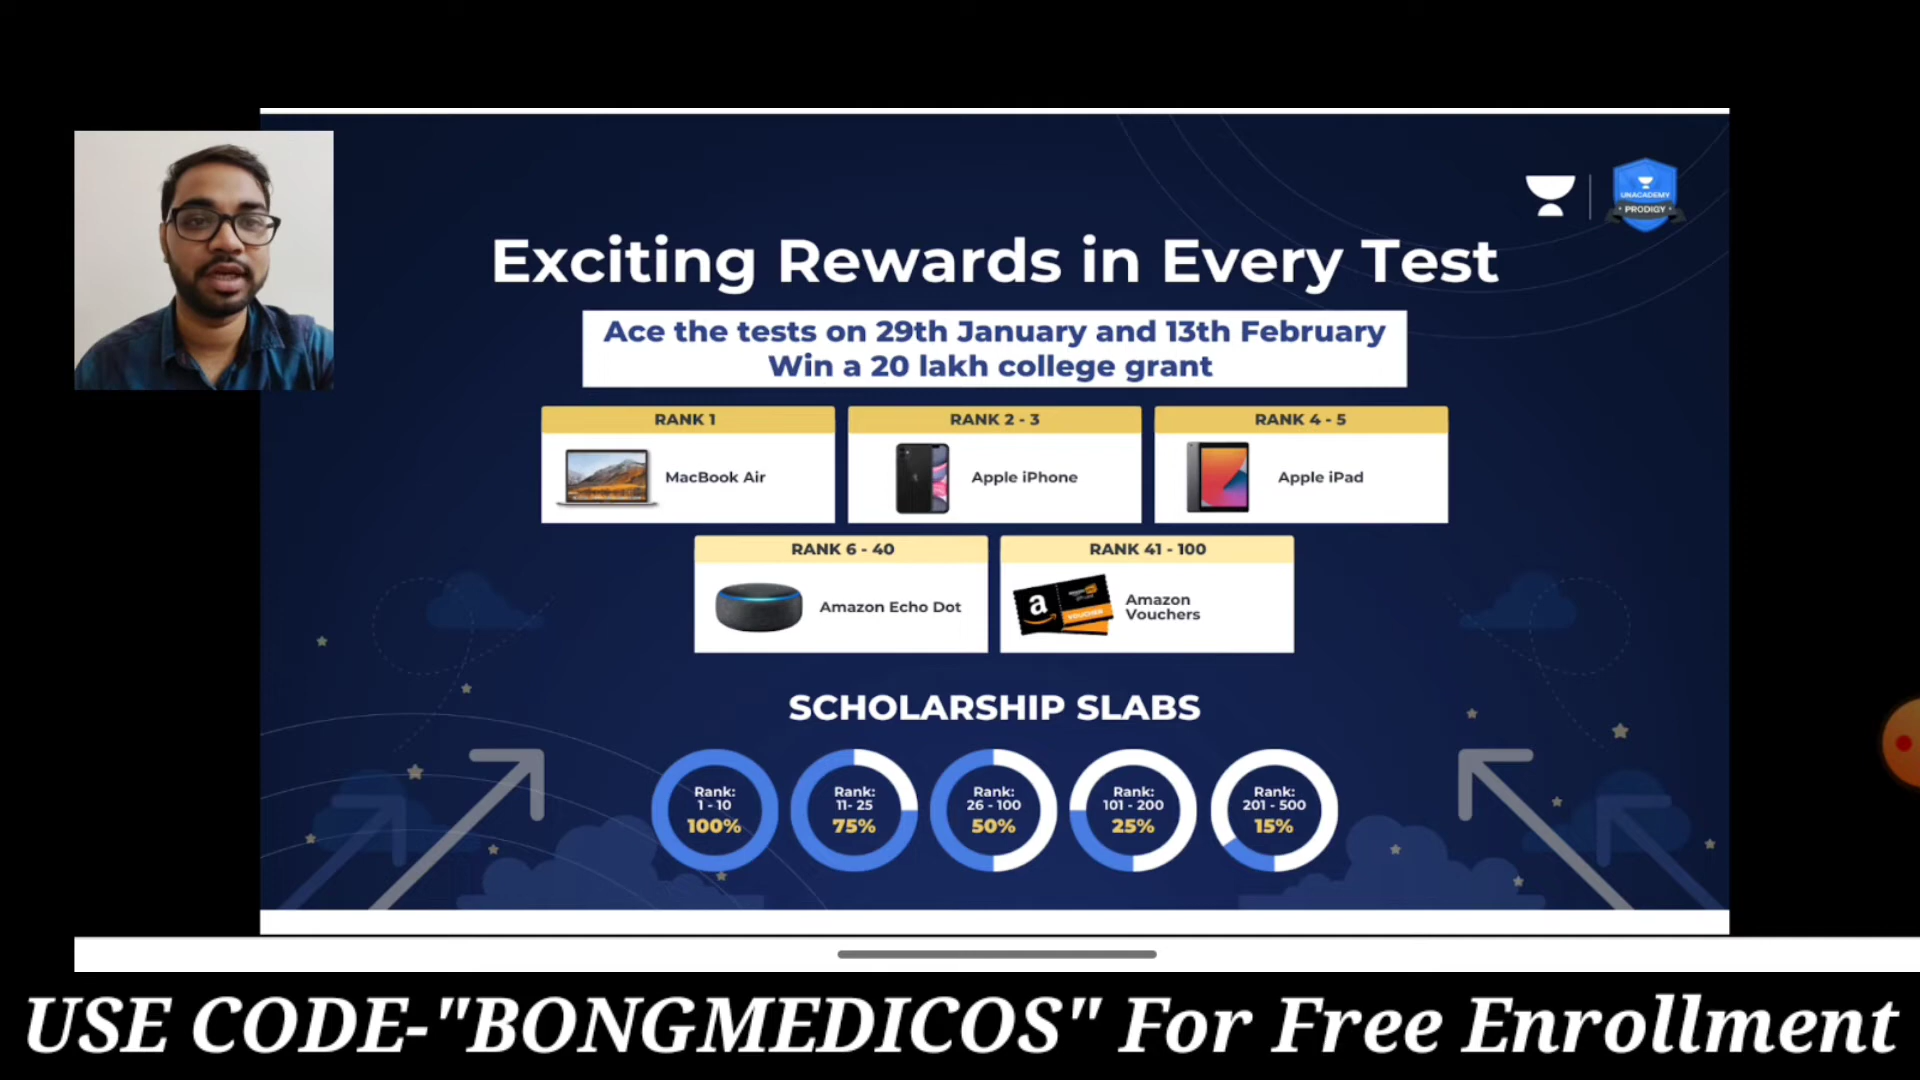 UNACADEMY
PRODIGY
Exciting Rewards in Every Test
Ace the tests on 29th January and 13th February
Win a 20 lakh college grant
RANK 1
MacBook Air
RANK 2 - 3
Apple iPhone
RANK 4 - 5
Apple iPad
RANK 6 - 40
Amazon Echo Dot
RANK 41 - 100
a
VOUCHER
Amazon
Vouchers
SCHOLARSHIP SLABS
Rank:
1 - 10
100%
Rank:
11- 25
75%
Rank:
26 - 100
50%
Rank:
101 - 200
25%
Rank:
201 - 500
15%
USE CODE-"BONGMEDICOS" For Free Enrollment